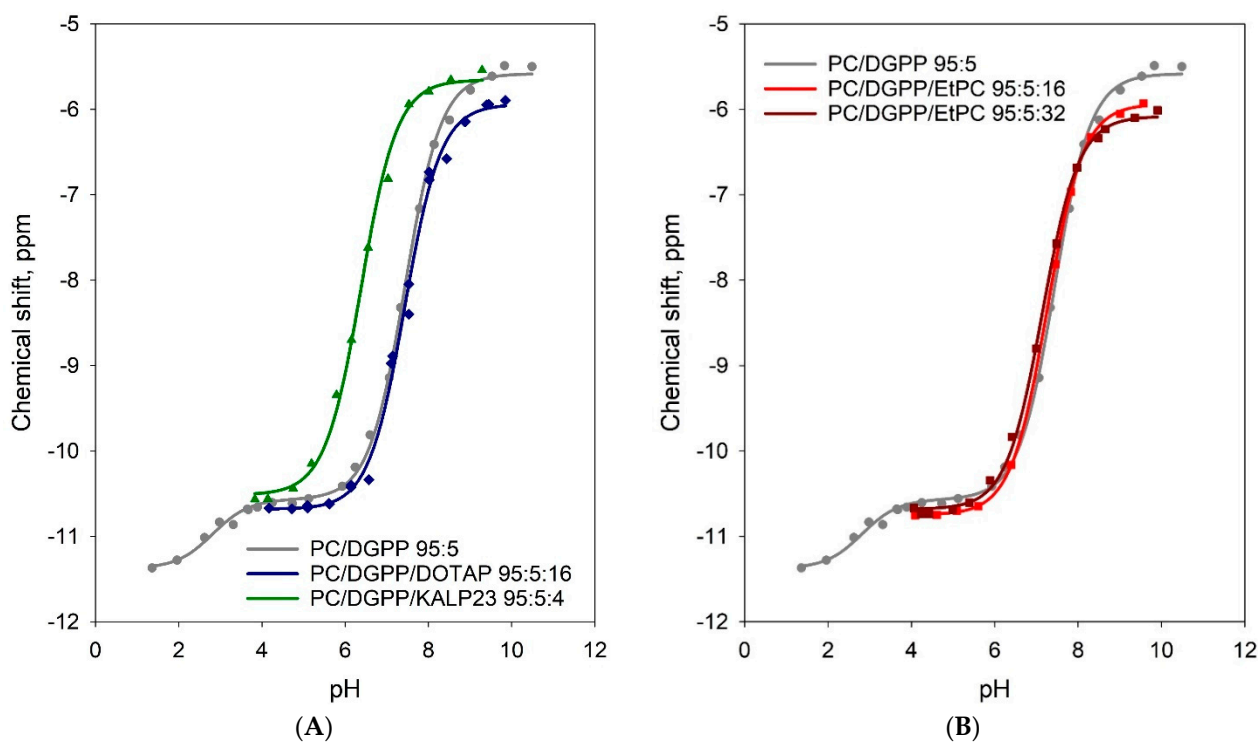 -5
-6
-7
-8
-9
-10
-11
-12
Chemical shift, ppm
PC/DGPP 95:5
PC/DGPP/DOTAP 95:5:16
PC/DGPP/KALP23 95:5:4
0 2 4 6 8 10 12
pH
(A)
-5
-6
-7
-8
-9
-10
-11
-12
Chemical shift, ppm
PC/DGPP 95:5
PC/DGPP/EtPC 95:5:16
PC/DGPP/EtPC 95:5:32
0 2 4 6 8 10 12
pH
(B)